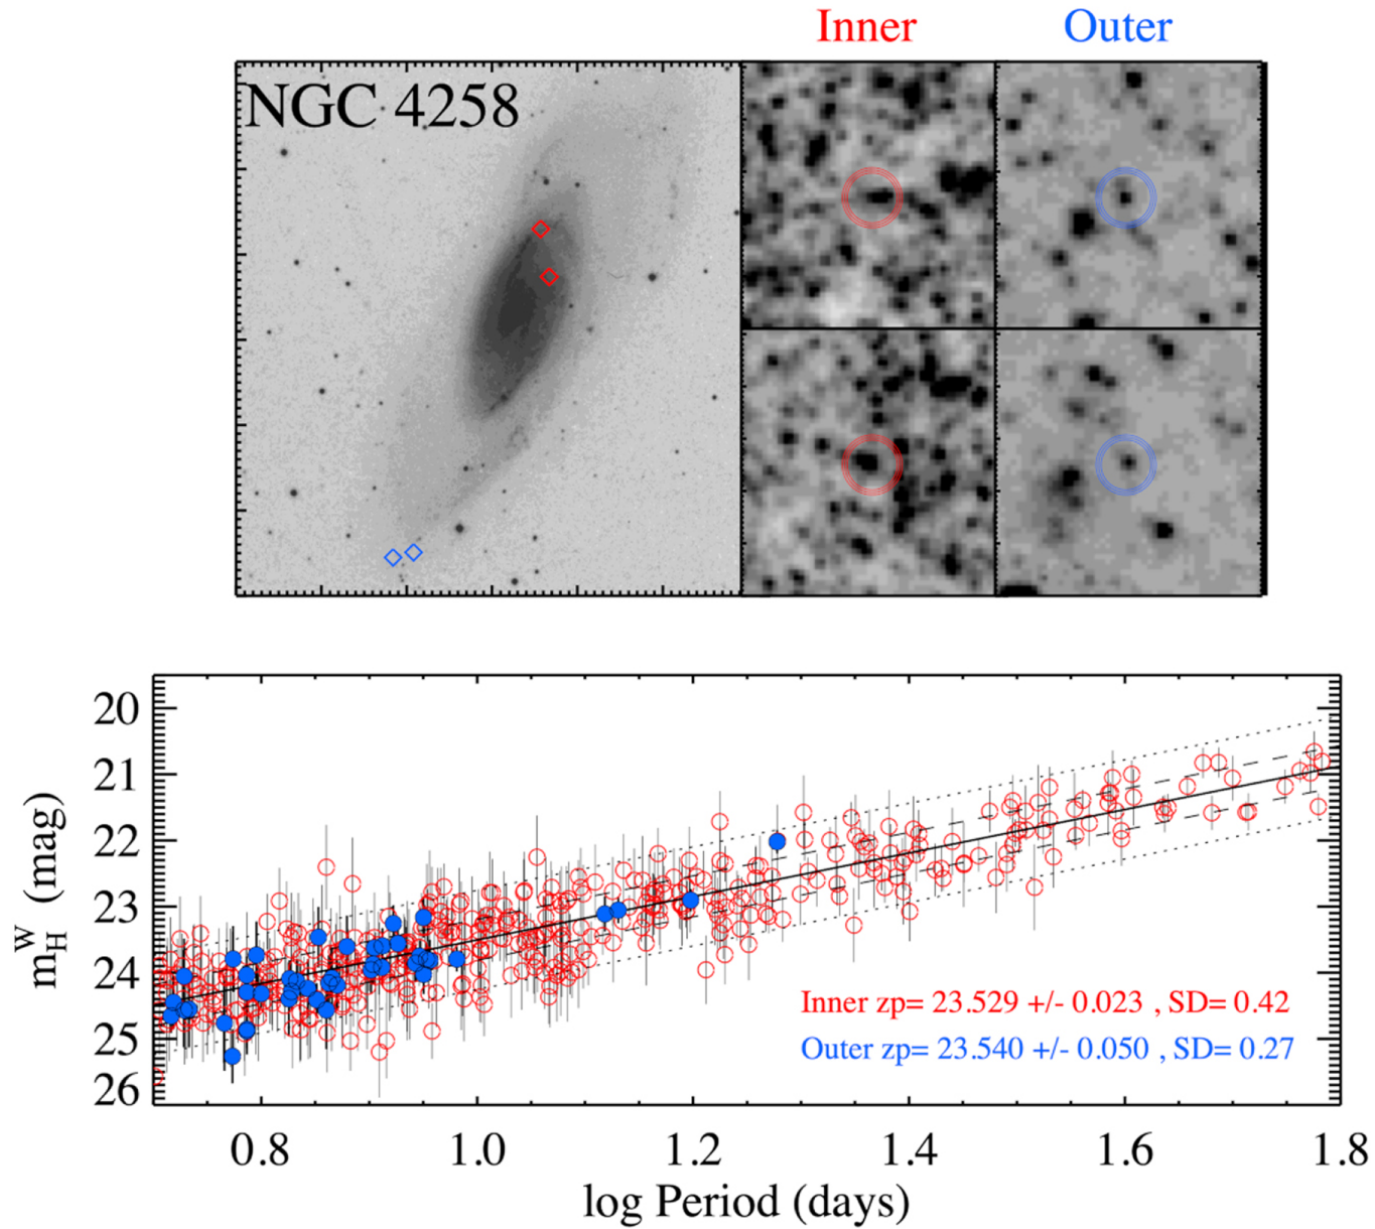 Inner Outer
NGC 4258
20
21
22
23
24
25
26
m_H^W (mag)
Inner zp= 23.529 +/- 0.023 , SD= 0.42
Outer zp= 23.540 +/- 0.050 , SD= 0.27
0.8 1.0 1.2 1.4 1.6 1.8
log Period (days)